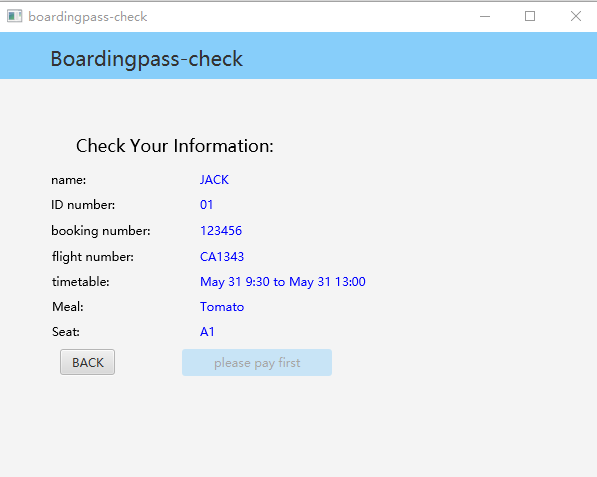 boardingpass-check
Boardingpass-check
Check Your Information:
name: JACK
ID number: 01
booking number: 123456
flight number: CA1343
timetable: May 31 9:30 to May 31 13:00
Meal: Tomato
Seat: A1
BACK please pay first